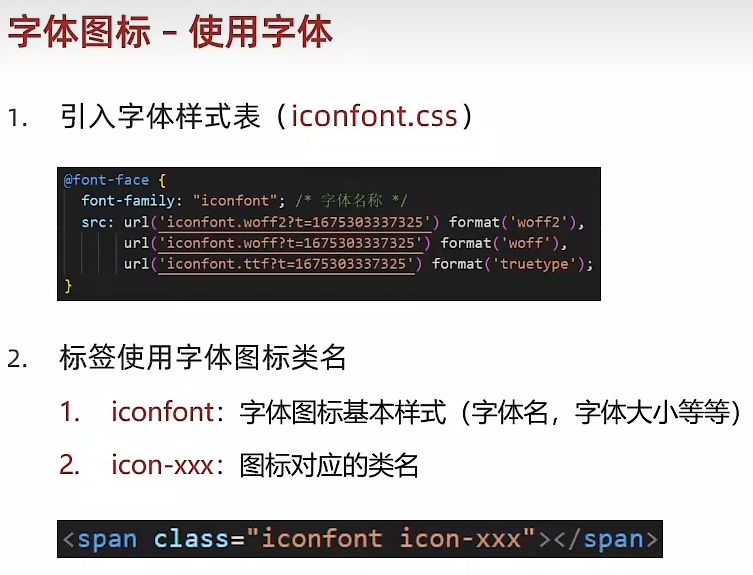 字体图标 – 使用字体
1. 引入字体样式表（iconfont.css）
@font-face {
font-family: "iconfont"; /* 字体名称 */
src: url('iconfont.woff2?t=1675303337325') format('woff2'),
url('iconfont.woff?t=1675303337325') format('woff'),
url('iconfont.ttf?t=1675303337325') format('truetype');
}
2. 标签使用字体图标类名
1. iconfont：字体图标基本样式（字体名，字体大小等等）
2. icon-xxx：图标对应的类名
<span class="iconfont icon-xxx"></span>